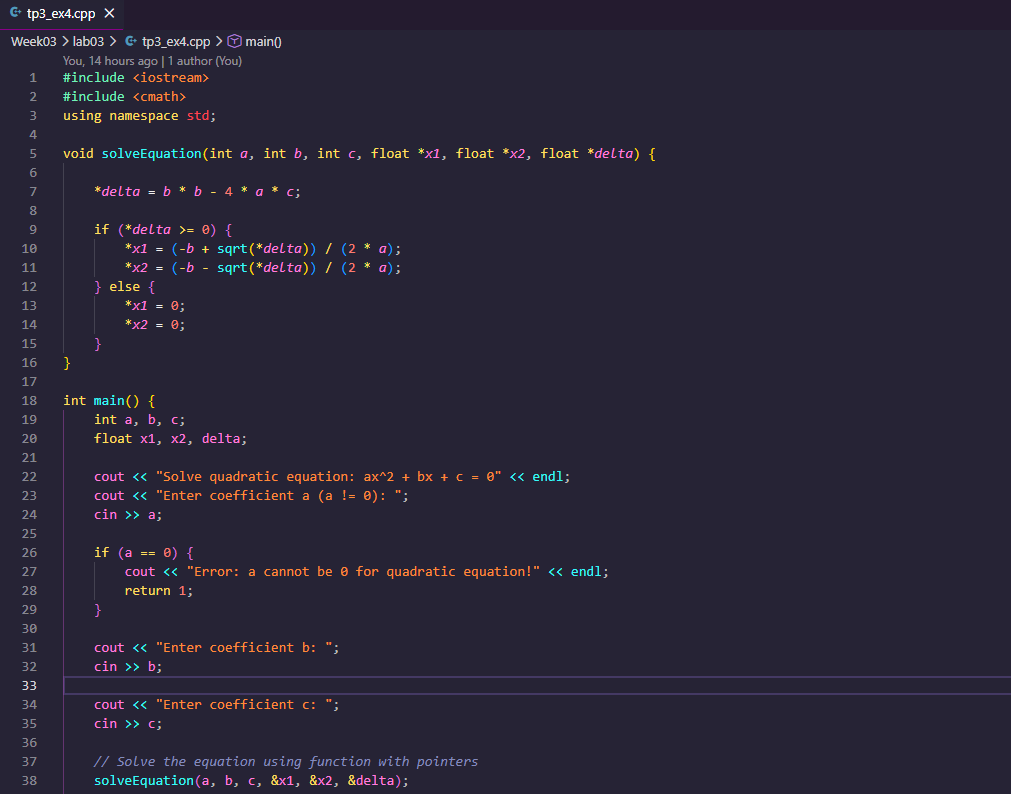 tp3_ex4.cpp
Week03 > lab03 > tp3_ex4.cpp > main()
You, 14 hours ago | 1 author (You)
1 #include <iostream>
2 #include <cmath>
3 using namespace std;
4
5 void solveEquation(int a, int b, int c, float *x1, float *x2, float *delta) {
6
7     *delta = b * b - 4 * a * c;
8
9     if (*delta >= 0) {
10         *x1 = (-b + sqrt(*delta)) / (2 * a);
11         *x2 = (-b - sqrt(*delta)) / (2 * a);
12     } else {
13         *x1 = 0;
14         *x2 = 0;
15     }
16 }
17
18 int main() {
19     int a, b, c;
20     float x1, x2, delta;
21
22     cout << "Solve quadratic equation: ax^2 + bx + c = 0" << endl;
23     cout << "Enter coefficient a (a != 0): ";
24     cin >> a;
25
26     if (a == 0) {
27         cout << "Error: a cannot be 0 for quadratic equation!" << endl;
28         return 1;
29     }
30
31     cout << "Enter coefficient b: ";
32     cin >> b;
33
34     cout << "Enter coefficient c: ";
35     cin >> c;
36
37     // Solve the equation using function with pointers
38     solveEquation(a, b, c, &x1, &x2, &delta);